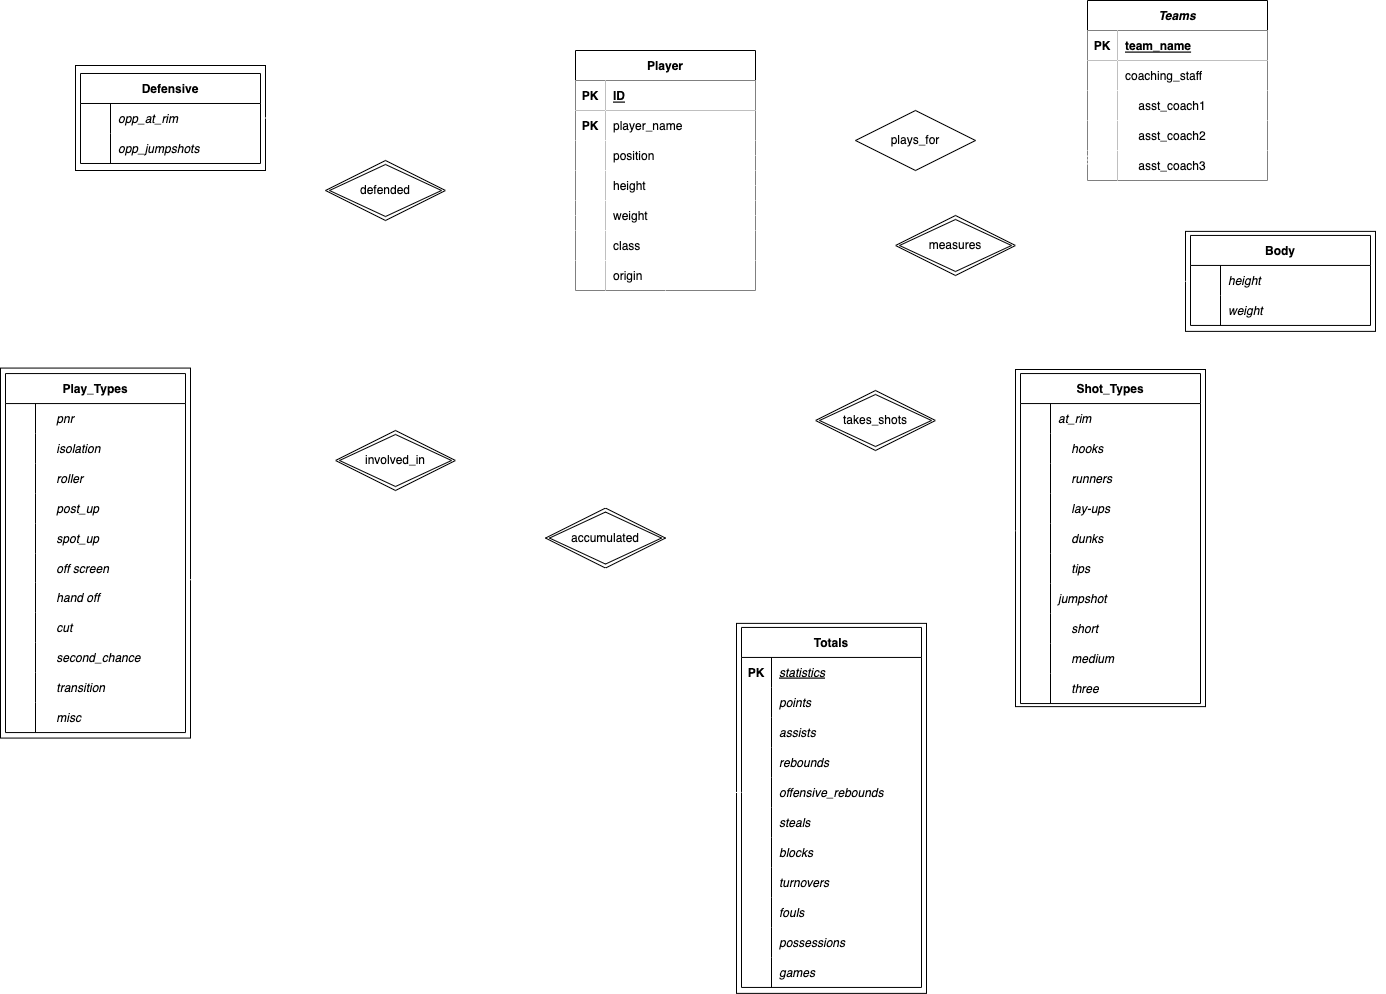 Teams
PK team_name
coaching_staff
asst_coach1
asst_coach2
asst_coach3
Player
PK ID
PK player_name
position
height
weight
class
origin
Defensive
opp_at_rim
opp_jumpshots
defended
plays_for
measures
Body
height
weight
Play_Types
pnr
isolation
roller
post_up
spot_up
off screen
hand off
cut
second_chance
transition
misc
involved_in
accumulated
takes_shots
Shot_Types
at_rim
hooks
runners
lay-ups
dunks
tips
jumpshot
short
medium
three
Totals
PK statistics
points
assists
rebounds
offensive_rebounds
steals
blocks
turnovers
fouls
possessions
games